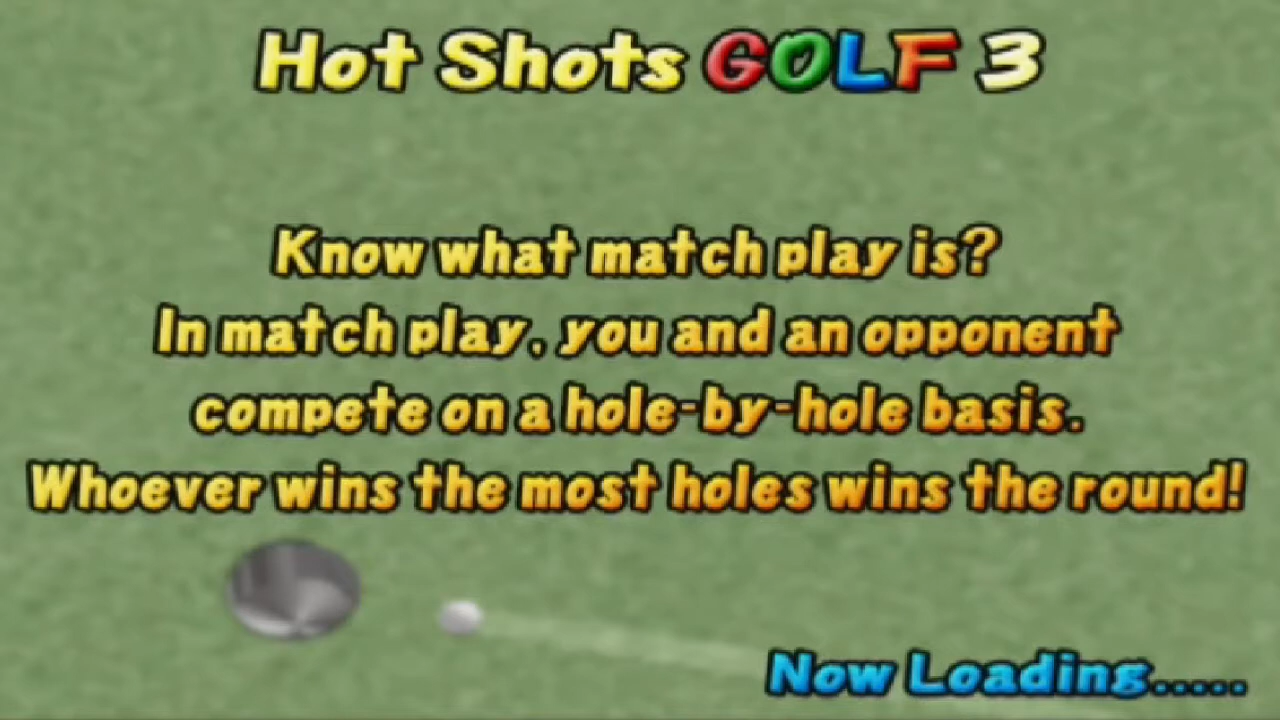 Hot Shots GOLF 3
Know what match play is?
In match play, you and an opponent
compete on a hole-by-hole basis.
Whoever wins the most holes wins the round!
Now Loading.....